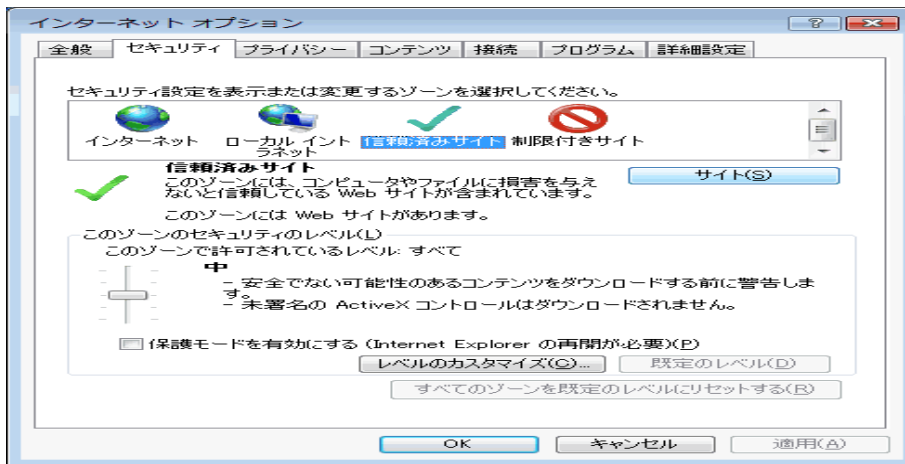 インターネット オプション
全般 セキュリティ プライバシー コンテンツ 接続 プログラム 詳細設定
セキュリティ設定を表示または変更するゾーンを選択してください。
インターネット
ローカル イント
ラネット
信頼済みサイト
制限付きサイト
信頼済みサイト
このゾーンには、コンピュータやファイルに損害を与え
ないと信頼している Web サイトが含まれています。
サイト(S)
このゾーンには Web サイトがあります。
このゾーンのセキュリティのレベル(L)
このゾーンで許可されているレベル: すべて
中
- 安全でない可能性のあるコンテンツをダウンロードする前に警告しま
す。
- 未署名の ActiveX コントロールはダウンロードされません。
保護モードを有効にする (Internet Explorer の再開が必要)(P)
レベルのカスタマイズ(C)... 既定のレベル(D)
すべてのゾーンを既定のレベルにリセットする(R)
OK キャンセル 適用(A)